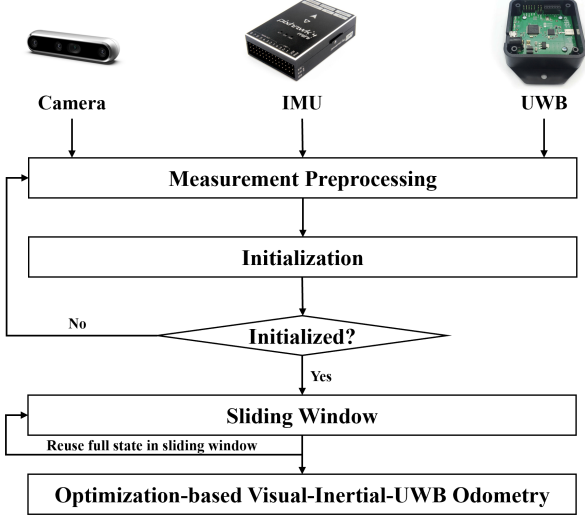 Camera
IMU
UWB
Measurement Preprocessing
Initialization
Initialized?
No
Yes
Sliding Window
Reuse full state in sliding window
Optimization-based Visual-Inertial-UWB Odometry